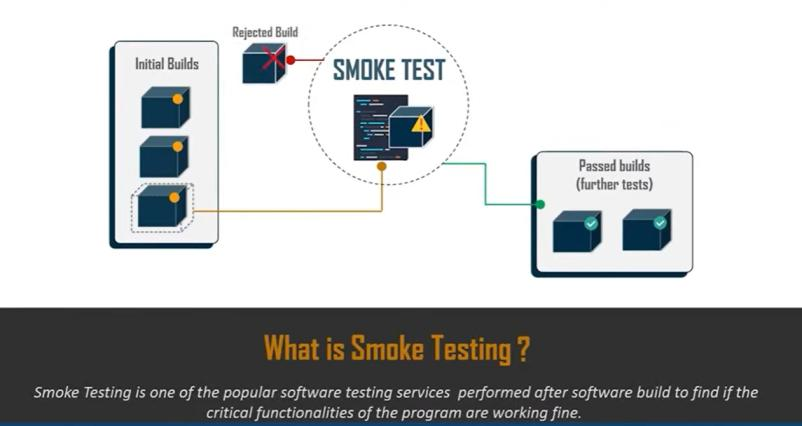 Rejected Build
Initial Builds
SMOKE TEST
Passed builds
(further tests)
What is Smoke Testing ?
Smoke Testing is one of the popular software testing services performed after software build to find if the
critical functionalities of the program are working fine.